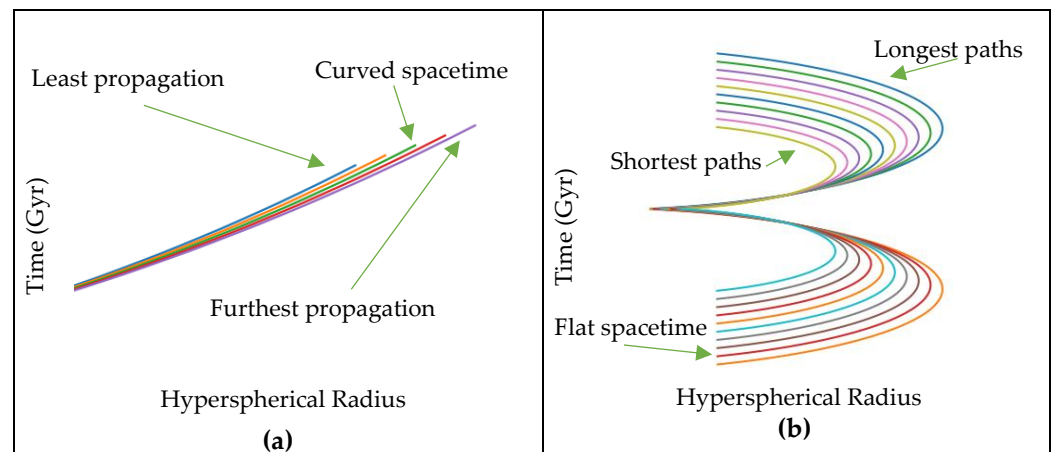 Least propagation
Curved spacetime
Time (Gyr)
Furthest propagation
Hyperspherical Radius
(a)
Longest paths
Shortest paths
Time (Gyr)
Flat spacetime
Hyperspherical Radius
(b)